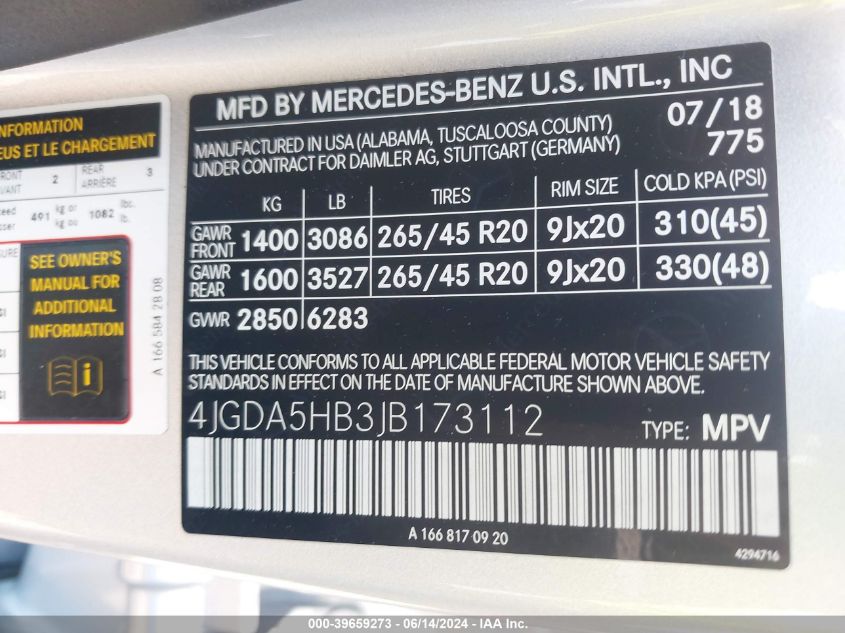 INFORMATION
EUS ET LE CHARGEMENT
FRONT
AVANT 2 REAR
ARRIÈRE 3
491 kg or
kg ou 1082 lbs.
lb.
SEE OWNER'S
MANUAL FOR
ADDITIONAL
INFORMATION
A 166 584 28 08
MFD BY MERCEDES-BENZ U.S. INTL., INC
MANUFACTURED IN USA (ALABAMA, TUSCALOOSA COUNTY) 07/18
UNDER CONTRACT FOR DAIMLER AG, STUTTGART (GERMANY) 775
KG LB TIRES RIM SIZE COLD KPA (PSI)
GAWR
FRONT 1400 3086 265/45 R20 9Jx20 310(45)
GAWR
REAR 1600 3527 265/45 R20 9Jx20 330(48)
GVWR 2850 6283
THIS VEHICLE CONFORMS TO ALL APPLICABLE FEDERAL MOTOR VEHICLE SAFETY
STANDARDS IN EFFECT ON THE DATE OF MANUFACTURE SHOWN ABOVE.
4JGDA5HB3JB173112 TYPE: MPV
A 166 817 09 20
4294716
000-39659273 - 06/14/2024 - IAA Inc.